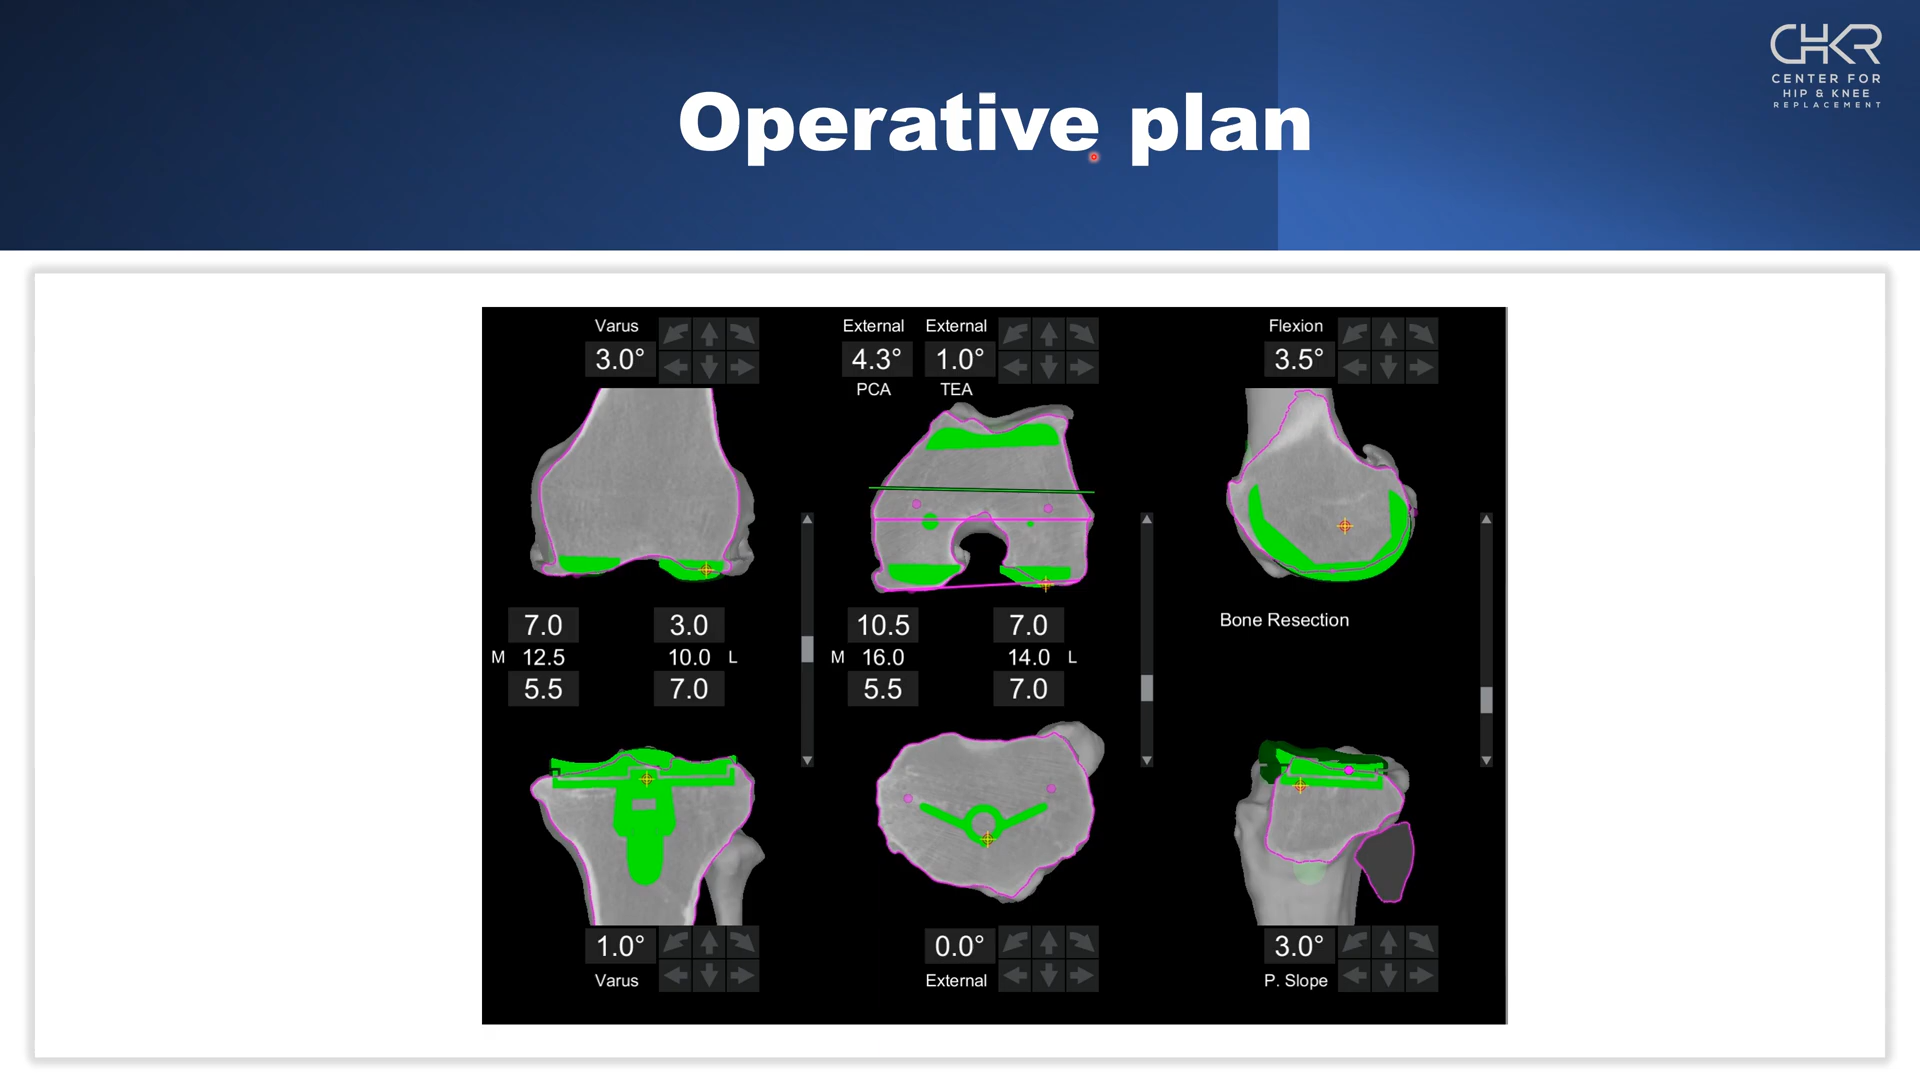 CHKR
CENTER FOR
HIP & KNEE
REPLACEMENT
Operative plan
Varus External External Flexion
3.0° 4.3° 1.0° 3.5°
PCA TEA
7.0 3.0 10.5 7.0 Bone Resection
M 12.5 10.0 L M 16.0 14.0 L
5.5 7.0 5.5 7.0
1.0° 0.0° 3.0°
Varus External P. Slope